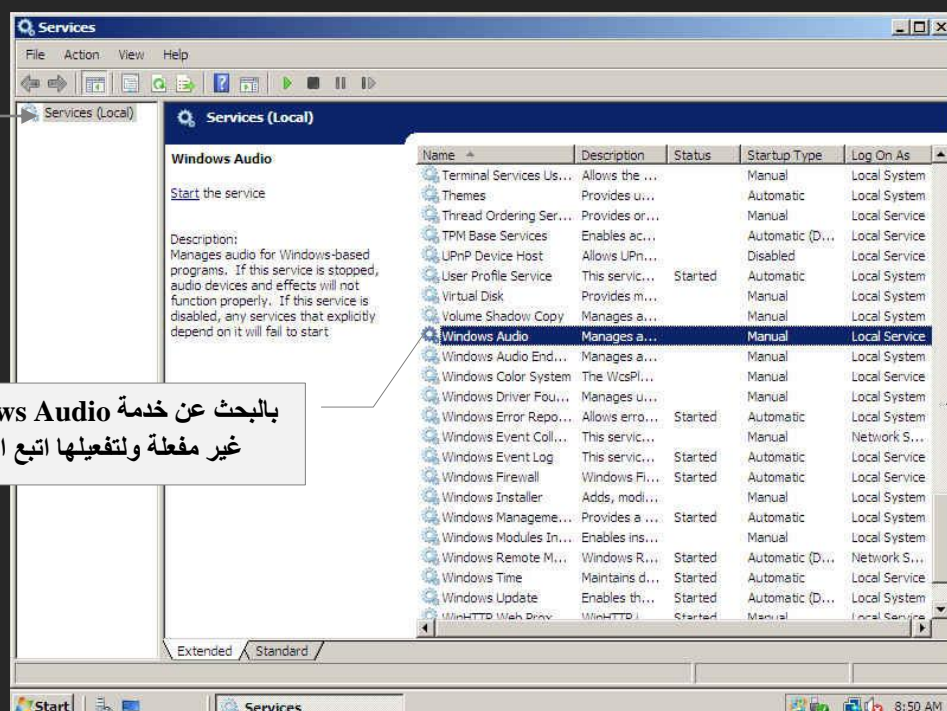 Services
File Action View Help
Services (Local)
Services (Local)
Windows Audio
Start the service
Description:
Manages audio for Windows-based
programs. If this service is stopped,
audio devices and effects will not
function properly. If this service is
disabled, any services that explicitly
depend on it will fail to start
Name Description Status Startup Type Log On As
Terminal Services Us... Allows the ... Manual Local System
Themes Provides u... Automatic Local System
Thread Ordering Ser... Provides or... Manual Local Service
TPM Base Services Enables ac... Automatic (D... Local Service
UPnP Device Host Allows UPn... Disabled Local Service
User Profile Service This servic... Started Automatic Local System
Virtual Disk Provides m... Manual Local System
Volume Shadow Copy Manages a... Manual Local System
Windows Audio Manages a... Manual Local Service
Windows Audio End... Manages a... Manual Local System
Windows Color System The WcsPl... Manual Local Service
Windows Driver Fou... Manages u... Manual Local System
Windows Error Repo... Allows erro... Started Automatic Local System
Windows Event Coll... This servic... Manual Network S...
Windows Event Log This servic... Started Automatic Local Service
Windows Firewall Windows Fi... Started Automatic Local Service
Windows Installer Adds, modi... Manual Local System
Windows Manageme... Provides a ... Started Automatic Local System
Windows Modules In... Enables ins... Manual Local System
Windows Remote M... Windows R... Started Automatic (D... Network S...
Windows Time Maintains d... Started Automatic Local Service
Windows Update Enables th... Started Automatic (D... Local System
WinHTTP Web Prox... WinHTTP i... Started Manual Local Service
بالبحث عن خدمة ws Audio
غير مفعلة ولتفعيلها اتبع
Extended Standard
Start Services 8:50 AM